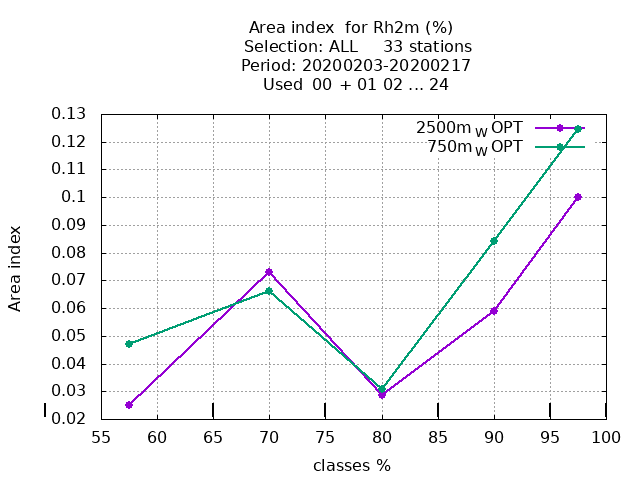 Area index  for Rh2m (%)
Selection: ALL     33 stations
Period: 20200203-20200217
Used  00  + 01 02 ... 24
2500m W OPT
750m W OPT
0.13
0.12
0.11
0.1
0.09
0.08
0.07
0.06
0.05
0.04
0.03
0.02
Area index
55 60 65 70 75 80 85 90 95 100
classes %